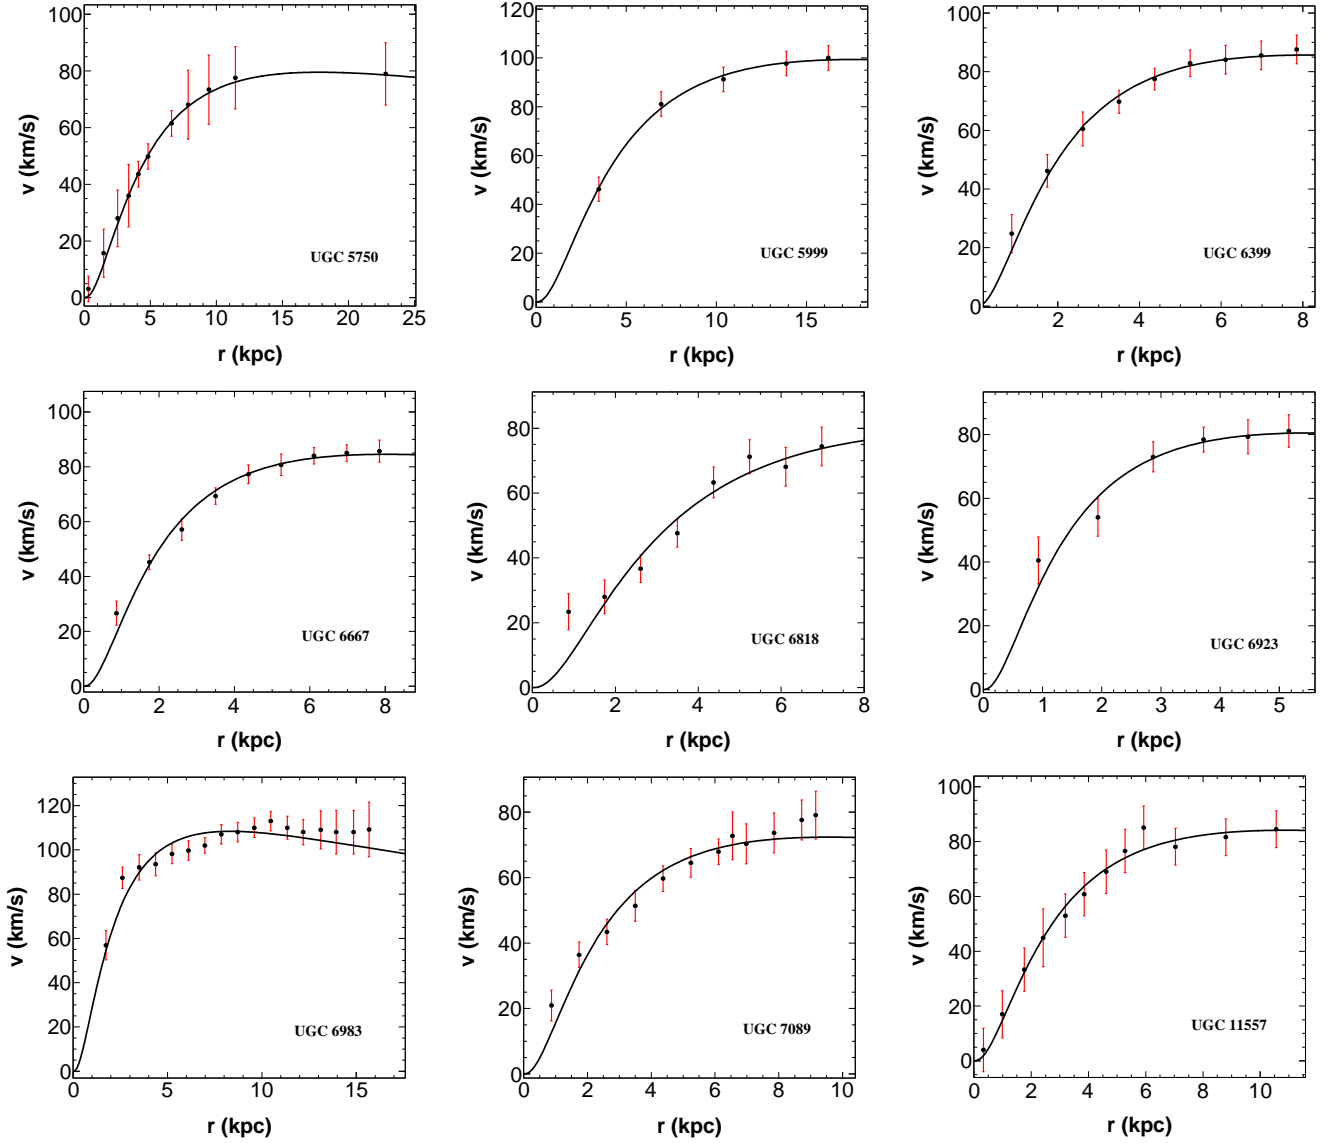 100
80
60
40
20
0
0 5 10 15 20 25
v (km/s)
r (kpc)
UGC 5750
120
100
80
60
40
20
0
0 5 10 15
v (km/s)
r (kpc)
UGC 5999
100
80
60
40
20
0
2 4 6 8
v (km/s)
r (kpc)
UGC 6399
100
80
60
40
20
0
0 2 4 6 8
v (km/s)
r (kpc)
UGC 6667
80
60
40
20
0
0 2 4 6 8
v (km/s)
r (kpc)
UGC 6818
80
60
40
20
0
0 1 2 3 4 5
v (km/s)
r (kpc)
UGC 6923
120
100
80
60
40
20
0
0 5 10 15
v (km/s)
r (kpc)
UGC 6983
80
60
40
20
0
0 2 4 6 8 10
v (km/s)
r (kpc)
UGC 7089
100
80
60
40
20
0
0 2 4 6 8 10
v (km/s)
r (kpc)
UGC 11557